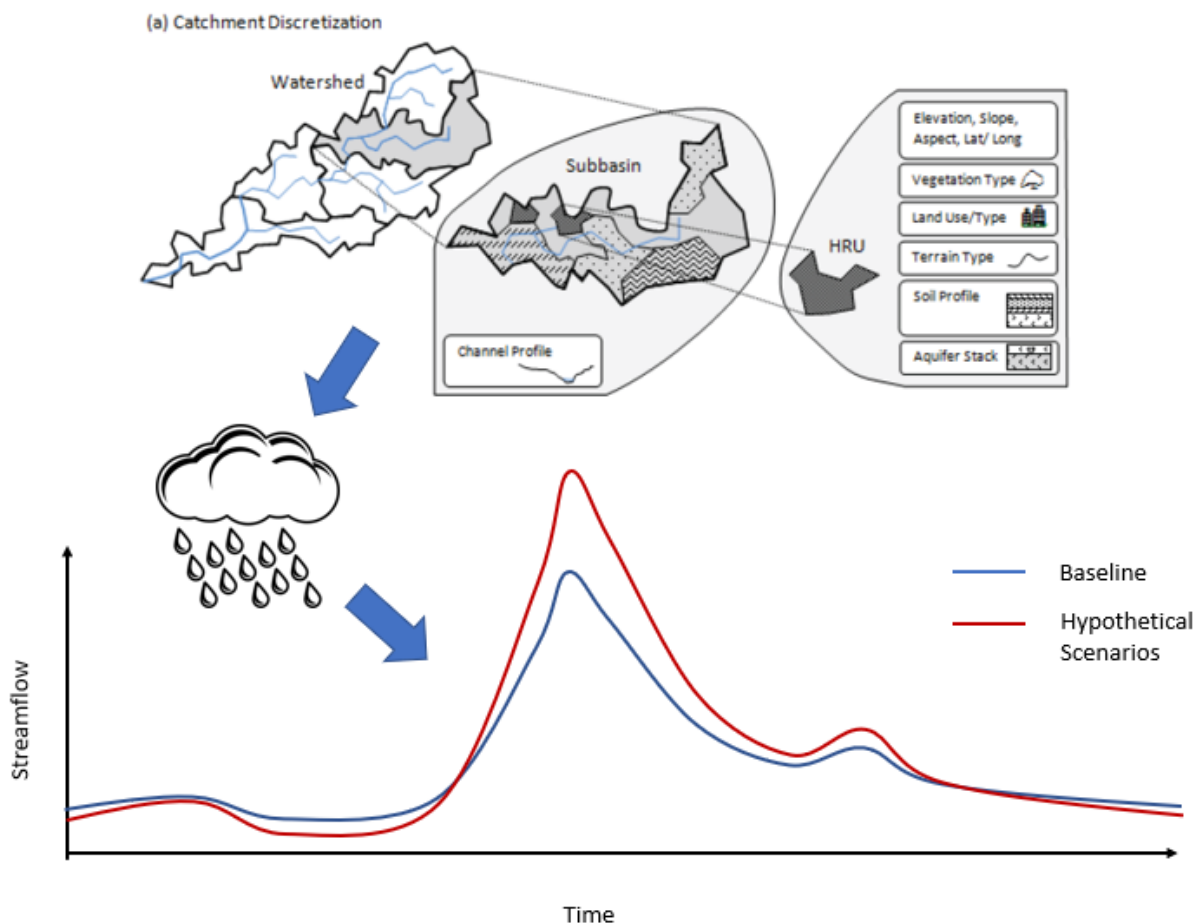 (a) Catchment Discretization
Watershed
Subbasin
Channel Profile
HRU
Elevation, Slope,
Aspect, Lat/ Long
Vegetation Type
Land Use/Type
Terrain Type
Soil Profile
Aquifer Stack
Baseline
Hypothetical
Scenarios
Streamflow
Time